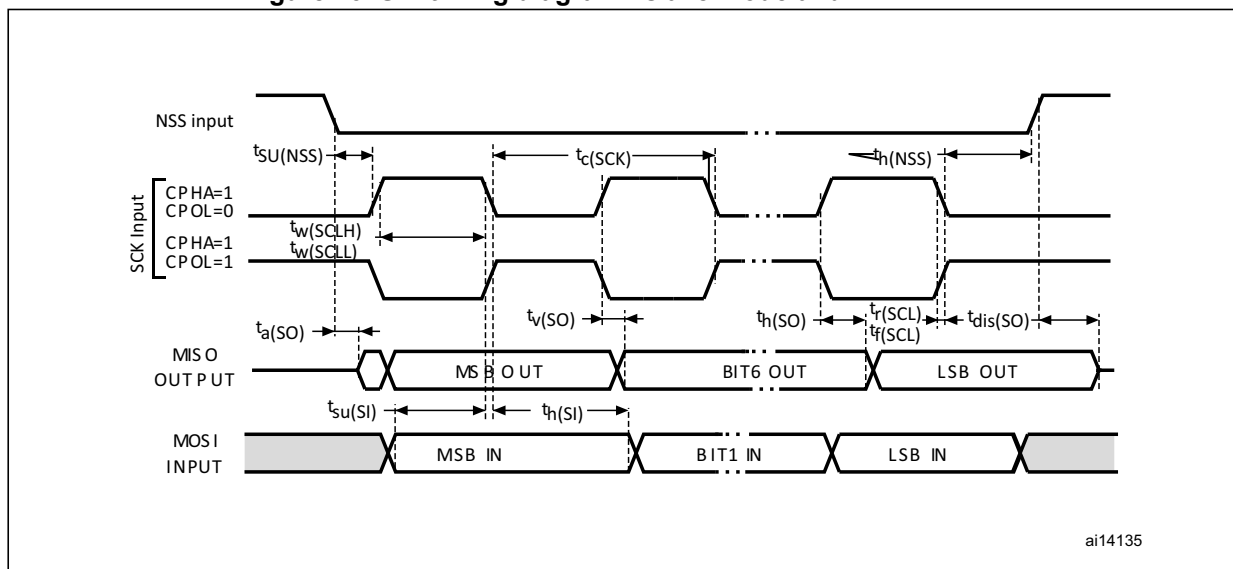 NSS input
tSU(NSS)
tc(SCK)
th(NSS)
SCK Input
CPHA=1
CPOL=0
tw(SCLH)
tw(SCLL)
CPHA=1
CPOL=1
ta(SO)
tv(SO)
th(SO)
tr(SCL)
tf(SCL)
tdis(SO)
MISO
OUTPUT
MSB OUT
BIT6 OUT
LSB OUT
tsu(SI)
th(SI)
MOSI
INPUT
MSB IN
BIT1 IN
LSB IN
ai14135